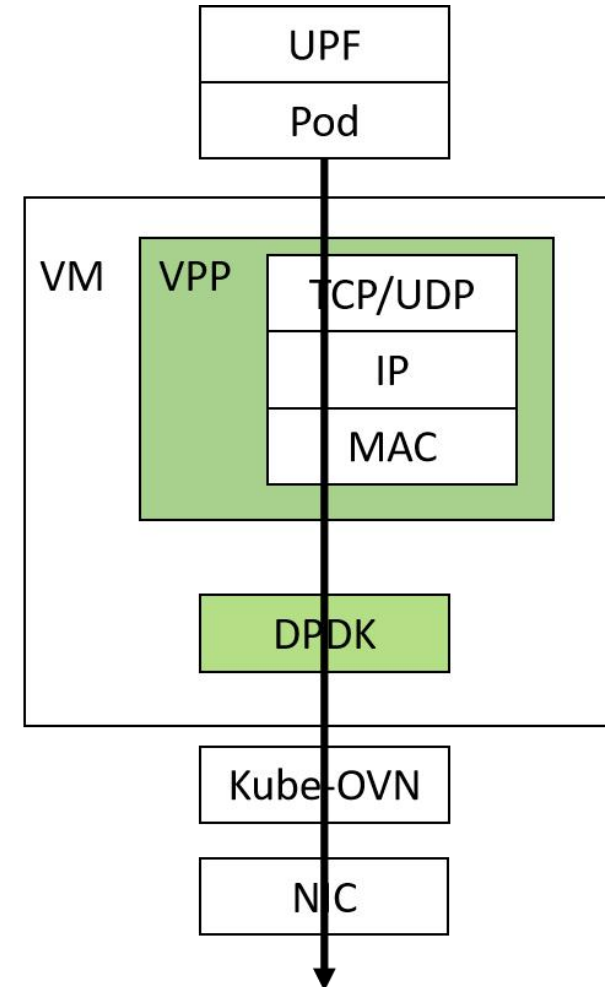 UPF
Pod
VM
VPP
TCP/UDP
IP
MAC
DPDK
Kube-OVN
NIC